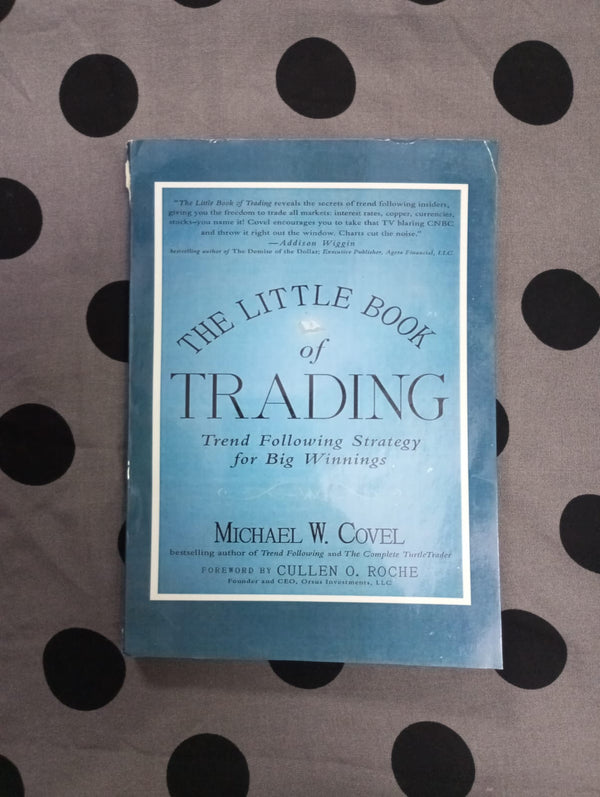 "The Little Book of Trading reveals the secrets of trend following insiders,
giving you the freedom to trade all markets: interest rates, copper, currencies,
stocks—you name it! Covel encourages you to take that TV blaring CNBC
and throw it right out the window. Charts cut the noise."
—Addison Wiggin
bestselling author of The Demise of the Dollar; Executive Publisher, Agora Financial, LLC
THE LITTLE BOOK
of
TRADING
Trend Following Strategy
for Big Winnings
MICHAEL W. COVEL
bestselling author of Trend Following and The Complete TurtleTrader
FOREWORD BY CULLEN O. ROCHE
Founder and CEO, Orsus Investments, LLC